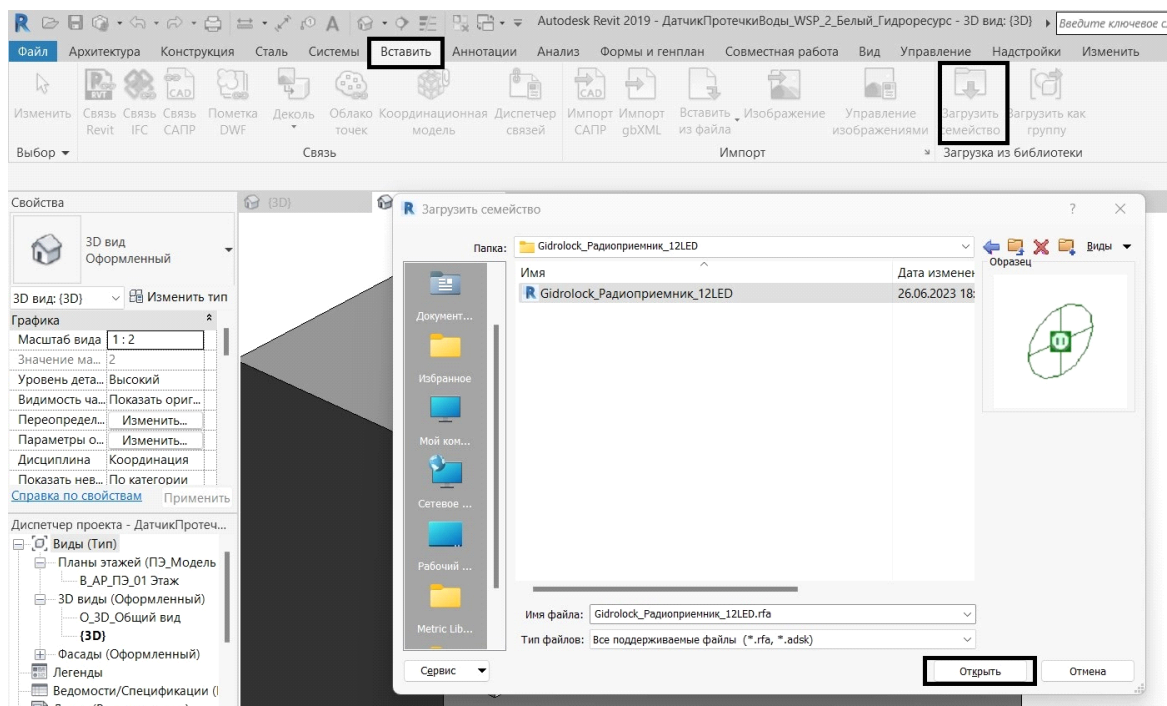 Autodesk Revit 2019 - ДатчикПротечкиВоды_WSP_2_Белый_Гидроресурс - 3D вид: {3D}
Введите ключевое с
Файл Архитектура Конструкция Сталь Системы Вставить Аннотации Анализ Формы и генплан Совместная работа Вид Управление Надстройки Изменить
Изменить Связь Связь Связь Пометка Деколь Облако Координационная Диспетчер Импорт Импорт Вставить Изображение Управление Загрузить Загрузить как
Revit IFC САПР DWF точек модель связей САПР gbXML из файла изображениями семейство группу
Выбор Связь Импорт Загрузка из библиотеки
Свойства
{3D}
3D вид
Оформленный
3D вид: {3D}
Изменить тип
Графика
Масштаб вида 1 : 2
Значение ма... 2
Уровень дета... Высокий
Видимость ча... Показать ориг...
Переопредел... Изменить...
Параметры о... Изменить...
Дисциплина Координация
Показать нев... По категории
Справка по свойствам Применить
Диспетчер проекта - ДатчикПротеч...
Виды (Тип)
Планы этажей (ПЭ_Модель
В_АР_ПЭ_01 Этаж
3D виды (Оформленный)
О_3D_Общий вид
{3D}
Фасады (Оформленный)
Легенды
Ведомости/Спецификации (
Загрузить семейство
Папка: Gidrolock_Радиоприемник_12LED
Виды
Имя Дата изменен
Образец
Gidrolock_Радиоприемник_12LED 26.06.2023 18:
Документ...
Избранное
Мой ком...
Сетевое ...
Рабочий ...
Metric Lib...
Имя файла: Gidrolock_Радиоприемник_12LED.rfa
Тип файлов: Все поддерживаемые файлы (*.rfa, *.adsk)
Сервис
Открыть
Отмена